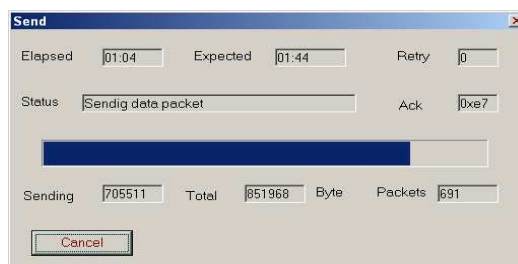 Send
Elapsed 01:04 Expected 01:44 Retry 0
Status Sendig data packet Ack 0xe7
Sending 705511 Total 851968 Byte Packets 691
Cancel